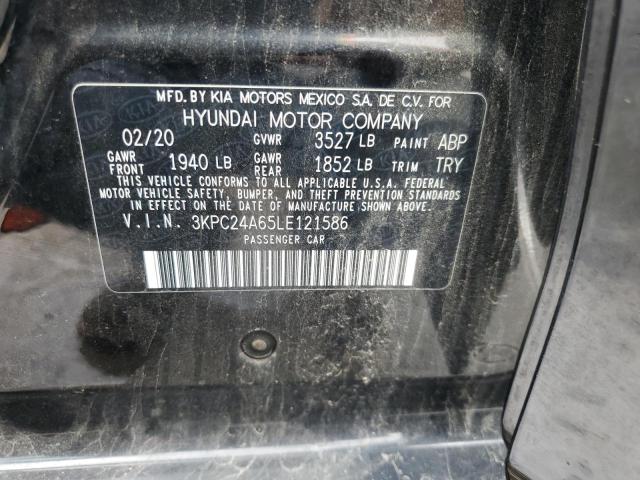 MFD. BY KIA MOTORS MEXICO S.A. DE C.V. FOR
HYUNDAI MOTOR COMPANY
02/20 GVWR 3527 LB PAINT ABP
GAWR FRONT 1940 LB GAWR REAR 1852 LB TRIM TRY
THIS VEHICLE CONFORMS TO ALL APPLICABLE U.S.A. FEDERAL
MOTOR VEHICLE SAFETY, BUMPER, AND THEFT PREVENTION STANDARDS
IN EFFECT ON THE DATE OF MANUFACTURE SHOWN ABOVE.
V.I.N. 3KPC24A65LE121586
PASSENGER CAR